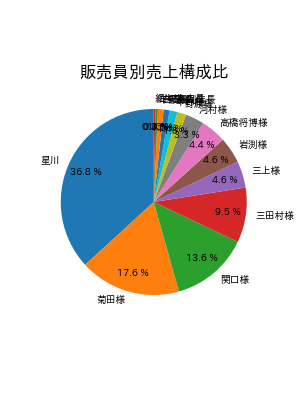 販売員別売上構成比
河村様
3.3 %
高橋将博様
4.4 %
岩渕様
4.6 %
三上様
4.6 %
三田村様
9.5 %
関口様
13.6 %
菊田様
17.6 %
星川
36.8 %